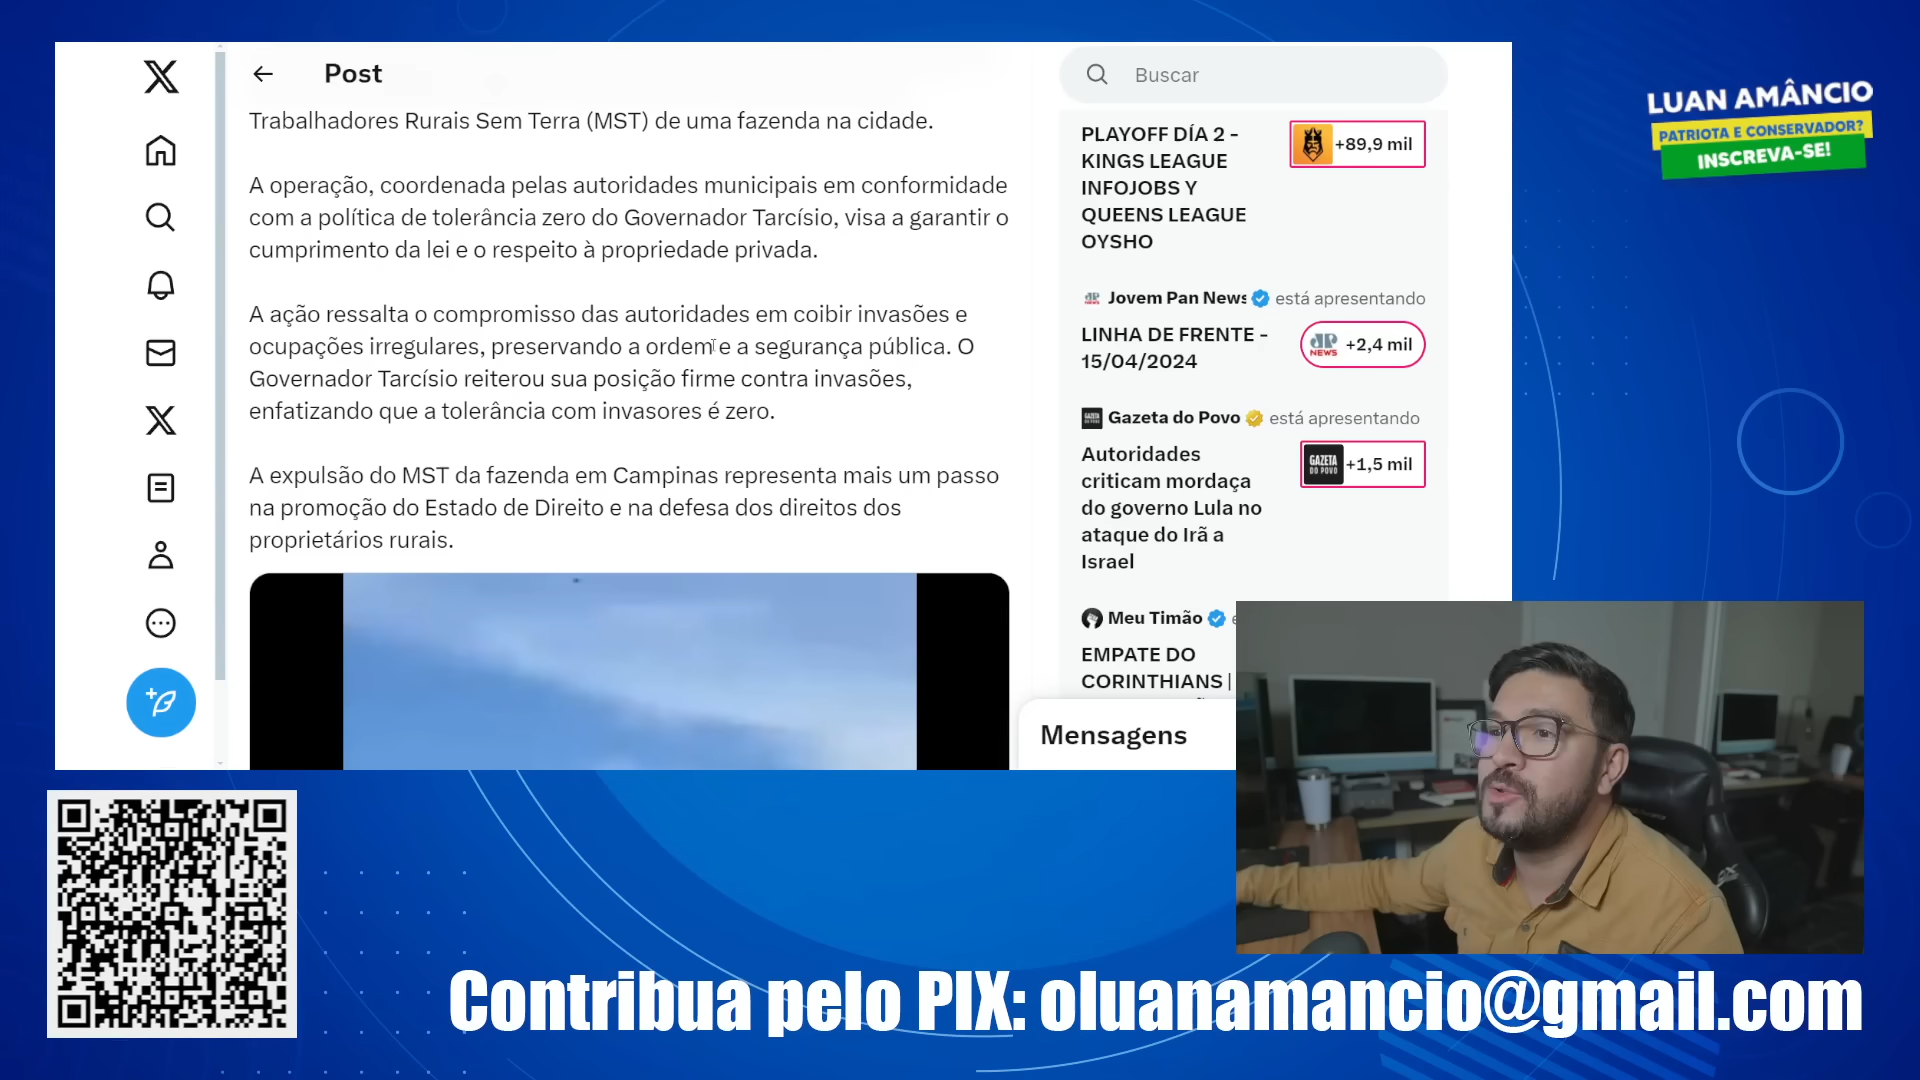 Post
Trabalhadores Rurais Sem Terra (MST) de uma fazenda na cidade.
A operação, coordenada pelas autoridades municipais em conformidade
com a política de tolerância zero do Governador Tarcísio, visa a garantir o
cumprimento da lei e o respeito à propriedade privada.
A ação ressalta o compromisso das autoridades em coibir invasões e
ocupações irregulares, preservando a ordem e a segurança pública. O
Governador Tarcísio reiterou sua posição firme contra invasões,
enfatizando que a tolerância com invasores é zero.
A expulsão do MST da fazenda em Campinas representa mais um passo
na promoção do Estado de Direito e na defesa dos direitos dos
proprietários rurais.
Buscar
PLAYOFF DÍA 2 -
KINGS LEAGUE
INFOJOBS Y
QUEENS LEAGUE
OYSHO
+89,9 mil
Jovem Pan News está apresentando
LINHA DE FRENTE -
15/04/2024
JP NEWS +2,4 mil
Gazeta do Povo está apresentando
Autoridades
criticam mordaça
do governo Lula no
ataque do Irã a
Israel
GAZETA DO POVO +1,5 mil
Meu Timão
EMPATE DO
CORINTHIANS |
Mensagens
LUAN AMÂNCIO
PATRIOTA E CONSERVADOR?
INSCREVA-SE!
Contribua pelo PIX: oluanamancio@gmail.com